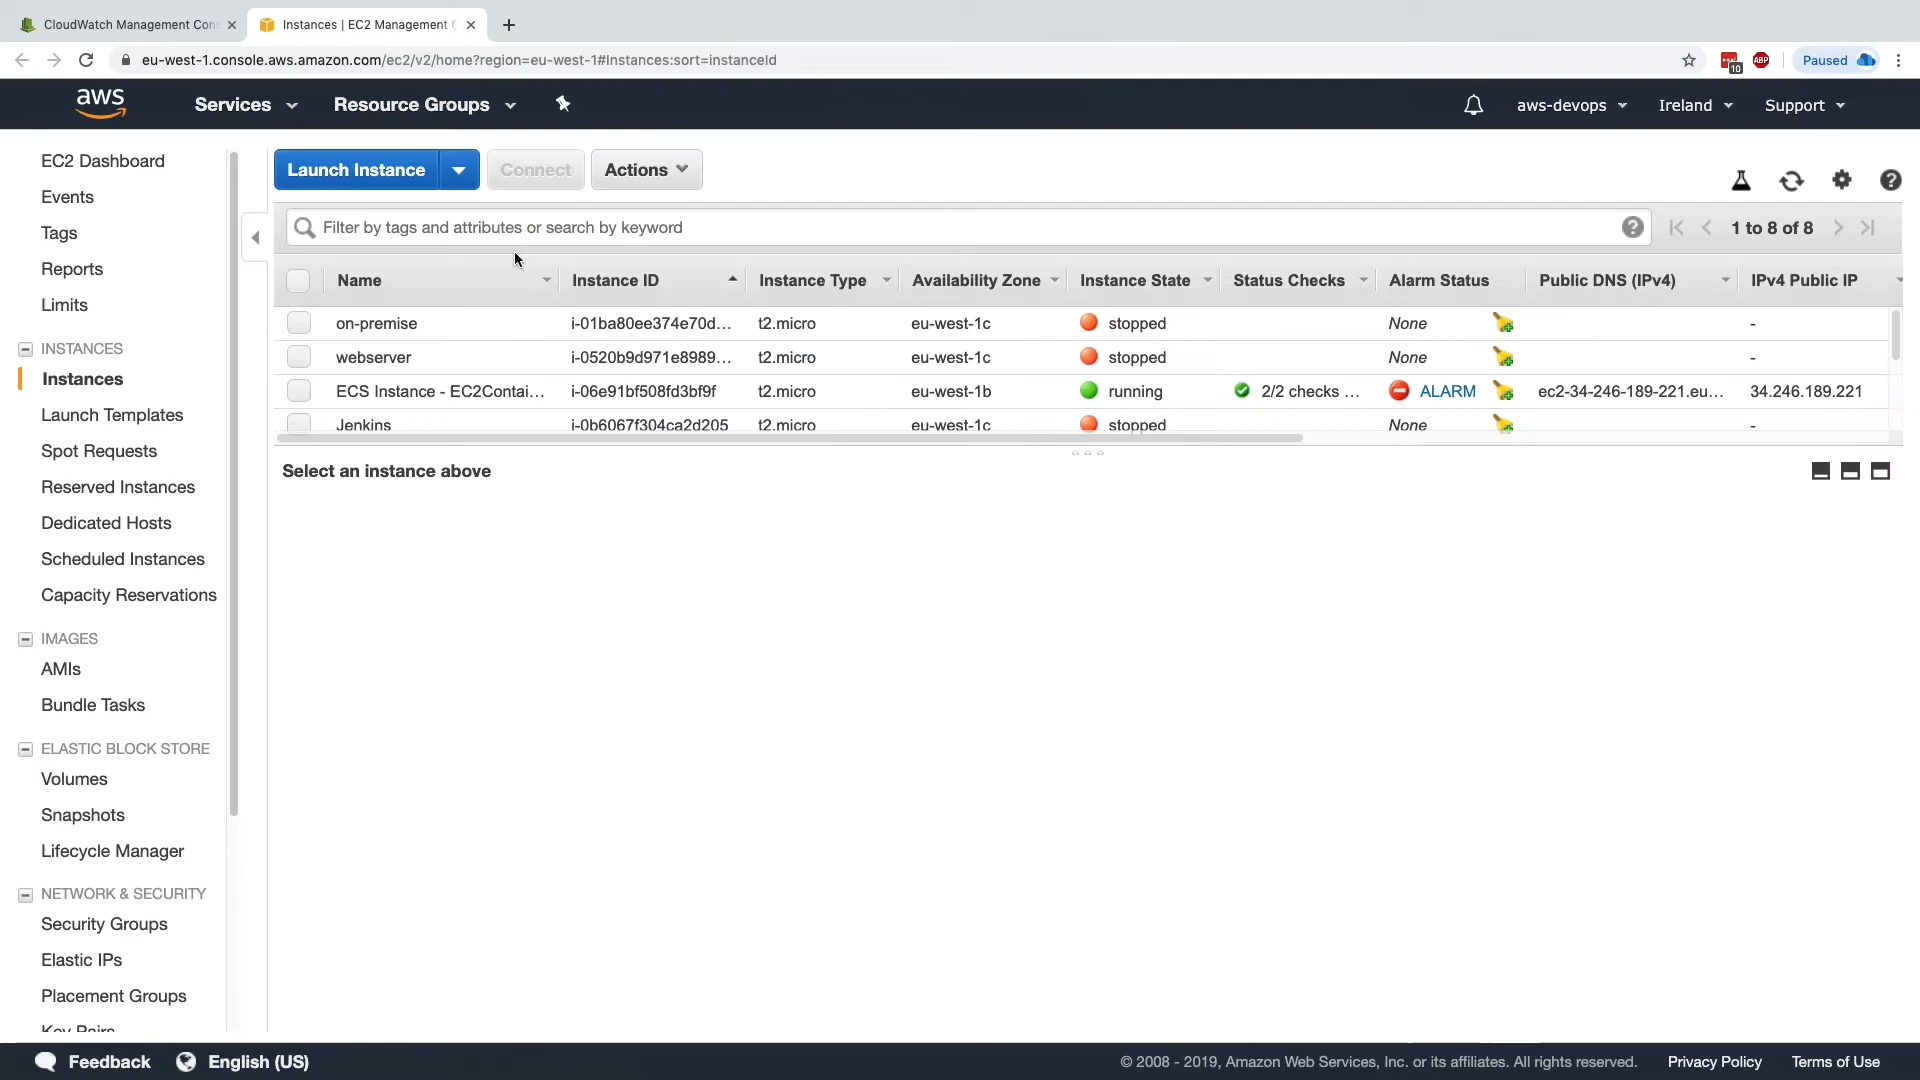 CloudWatch Management Con
Instances | EC2 Management C
eu-west-1.console.aws.amazon.com/ec2/v2/home?region=eu-west-1#Instances:sort=instanceId
10
ABP
Paused
aws
Services
Resource Groups
aws-devops
Ireland
Support
EC2 Dashboard
Events
Tags
Reports
Limits
INSTANCES
Instances
Launch Templates
Spot Requests
Reserved Instances
Dedicated Hosts
Scheduled Instances
Capacity Reservations
IMAGES
AMIs
Bundle Tasks
ELASTIC BLOCK STORE
Volumes
Snapshots
Lifecycle Manager
NETWORK & SECURITY
Security Groups
Elastic IPs
Placement Groups
Key Pairs
Launch Instance
Connect
Actions
Filter by tags and attributes or search by keyword
1 to 8 of 8
Name Instance ID Instance Type Availability Zone Instance State Status Checks Alarm Status Public DNS (IPv4) IPv4 Public IP
on-premise i-01ba80ee374e70d... t2.micro eu-west-1c stopped None -
webserver i-0520b9d971e8989... t2.micro eu-west-1c stopped None -
ECS Instance - EC2Contai... i-06e91bf508fd3bf9f t2.micro eu-west-1b running 2/2 checks ... ALARM ec2-34-246-189-221.eu... 34.246.189.221
Jenkins i-0b6067f304ca2d205 t2.micro eu-west-1c stopped None -
Select an instance above
Feedback
English (US)
© 2008 - 2019, Amazon Web Services, Inc. or its affiliates. All rights reserved.
Privacy Policy
Terms of Use